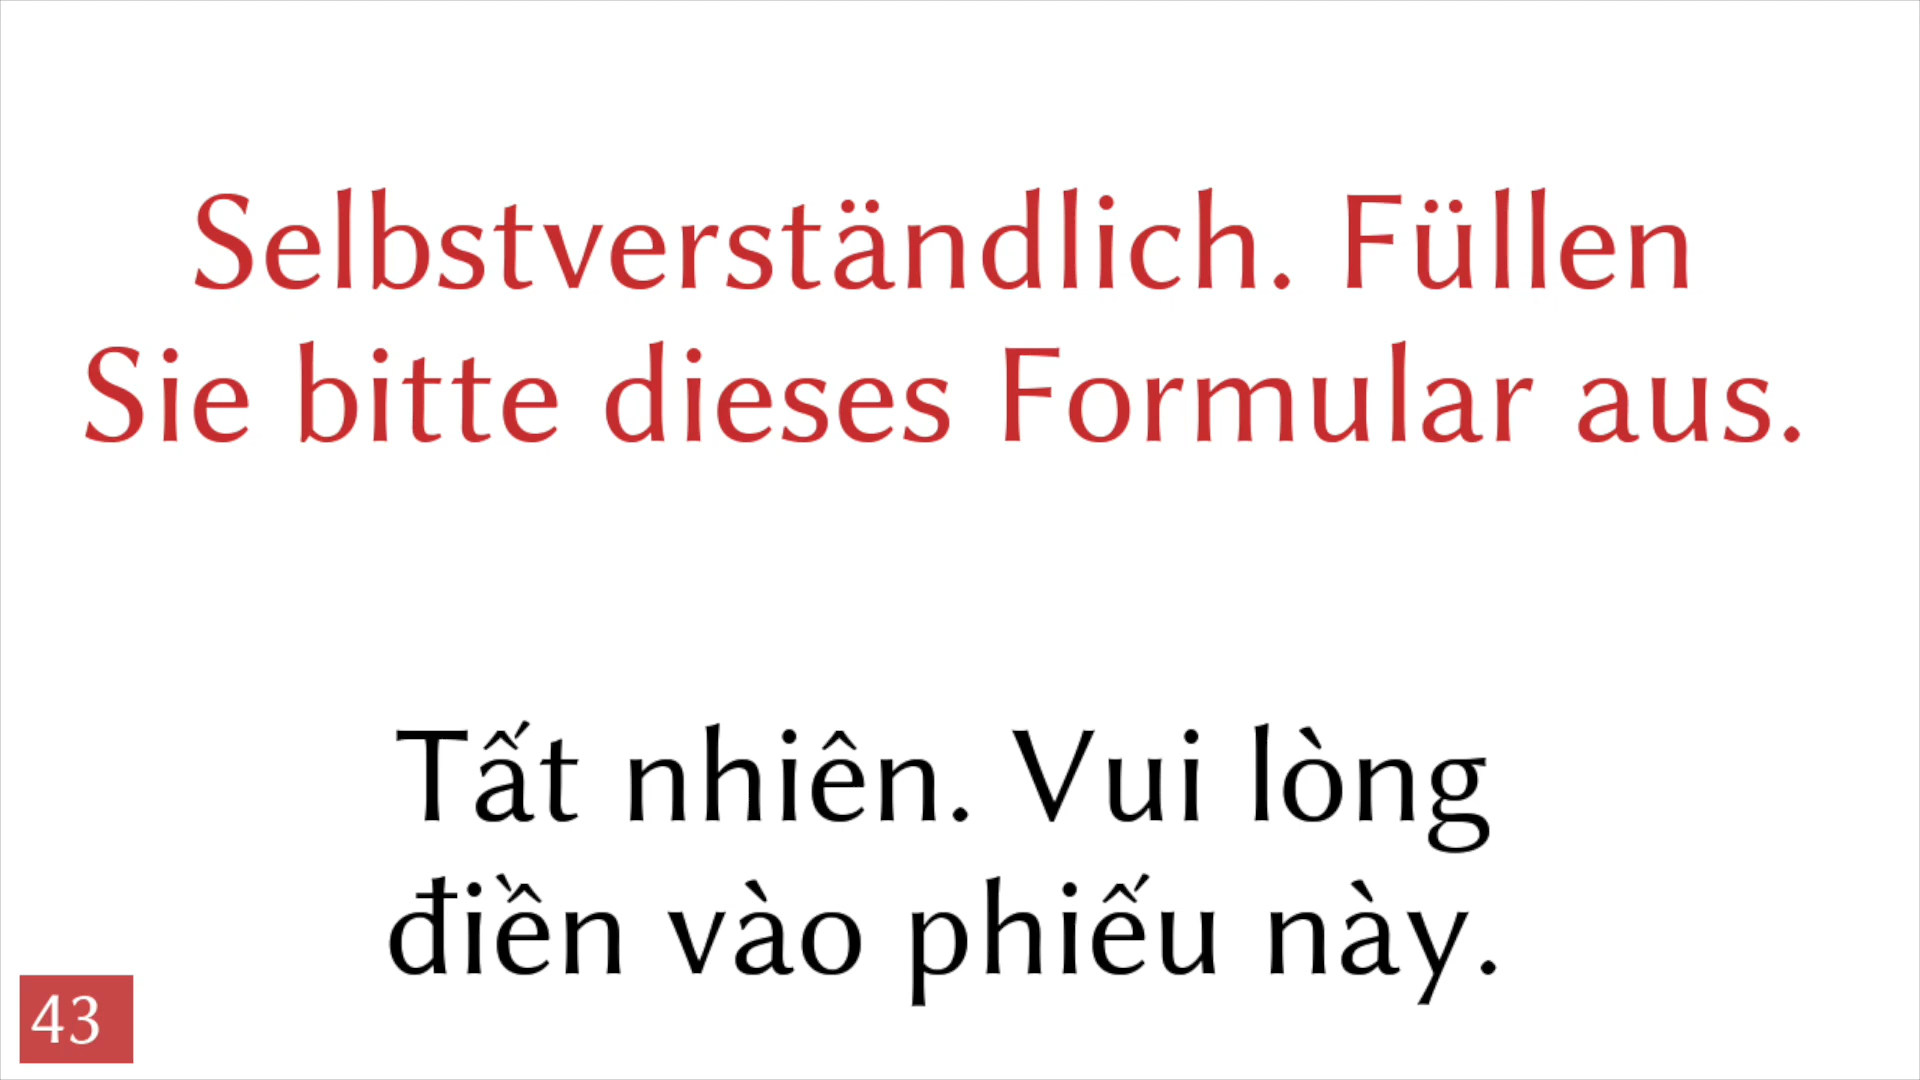 Selbstverständlich. Füllen
Sie bitte dieses Formular aus.
Tất nhiên. Vui lòng
điền vào phiếu này.
43